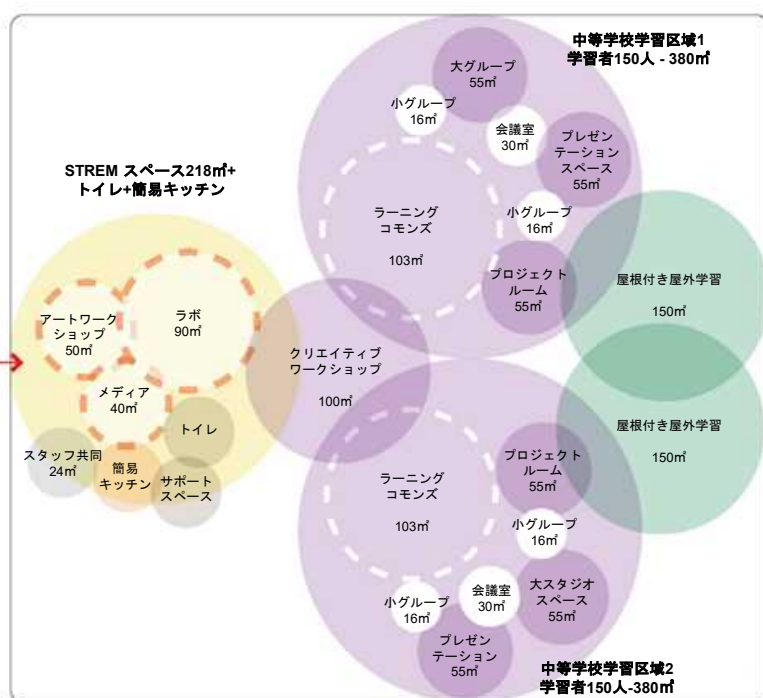 中等学校学習区域1
学習者150人 - 380㎡
大グループ
55㎡
小グループ
16㎡
会議室
30㎡
プレゼン
テーション
スペース
55㎡
小グループ
16㎡
ラーニング
コモンズ
103㎡
プロジェクト
ルーム
55㎡
屋根付き屋外学習
150㎡
STREM スペース218㎡+
トイレ+簡易キッチン
アートワーク
ショップ
50㎡
ラボ
90㎡
メディア
40㎡
トイレ
スタッフ共同
24㎡
簡易
キッチン
サポート
スペース
クリエイティブ
ワークショップ
100㎡
屋根付き屋外学習
150㎡
ラーニング
コモンズ
103㎡
プロジェクト
ルーム
55㎡
小グループ
16㎡
大スタジオ
スペース
55㎡
会議室
30㎡
小グループ
16㎡
プレゼン
テーション
55㎡
中等学校学習区域2
学習者150人-380㎡